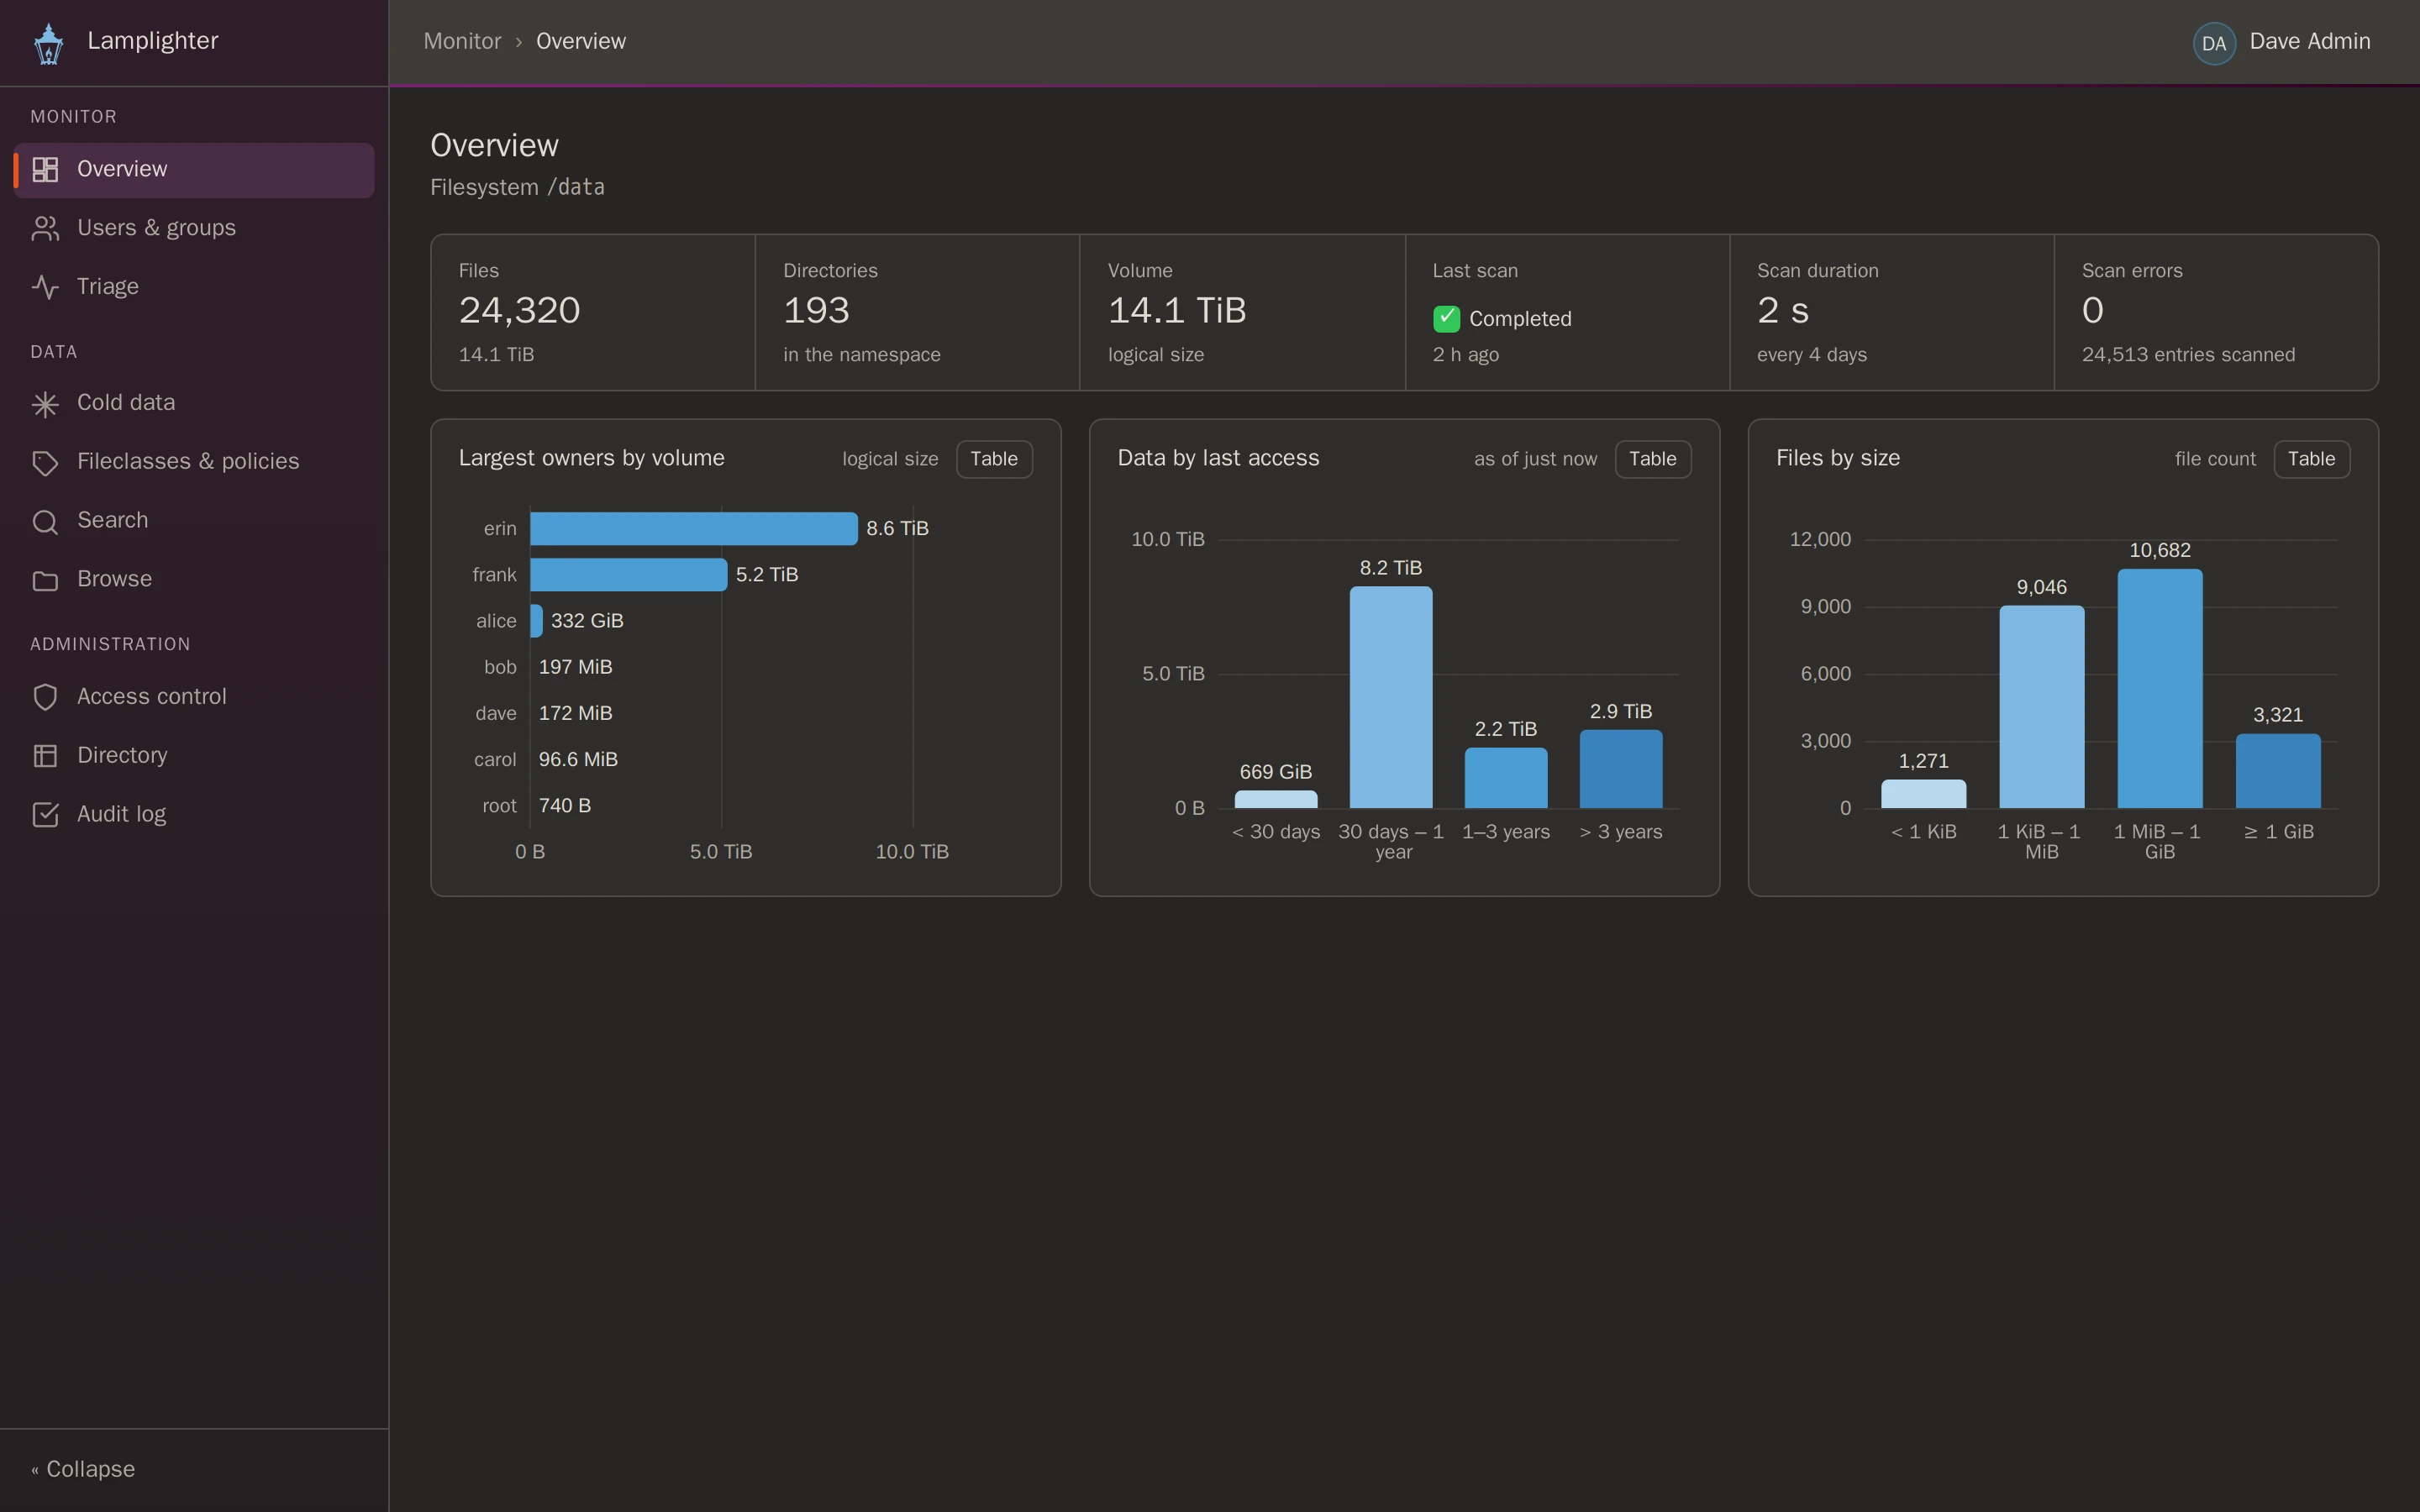 Lamplighter
Monitor › Overview
DA Dave Admin
MONITOR
Overview
Users & groups
Triage
DATA
Cold data
Fileclasses & policies
Search
Browse
ADMINISTRATION
Access control
Directory
Audit log
« Collapse
Overview
Filesystem /data
Files
24,320
14.1 TiB
Directories
193
in the namespace
Volume
14.1 TiB
logical size
Last scan
✓ Completed
2 h ago
Scan duration
2 s
every 4 days
Scan errors
0
24,513 entries scanned
Largest owners by volume logical size Table
erin 8.6 TiB
frank 5.2 TiB
alice 332 GiB
bob 197 MiB
dave 172 MiB
carol 96.6 MiB
root 740 B
0 B 5.0 TiB 10.0 TiB
Data by last access as of just now Table
10.0 TiB
8.2 TiB
5.0 TiB
2.9 TiB
2.2 TiB
669 GiB
0 B
< 30 days 30 days – 1 1–3 years > 3 years
year
Files by size file count Table
12,000
10,682
9,046
9,000
6,000
3,321
3,000
1,271
0
< 1 KiB 1 KiB – 1 1 MiB – 1 ≥ 1 GiB
MiB GiB